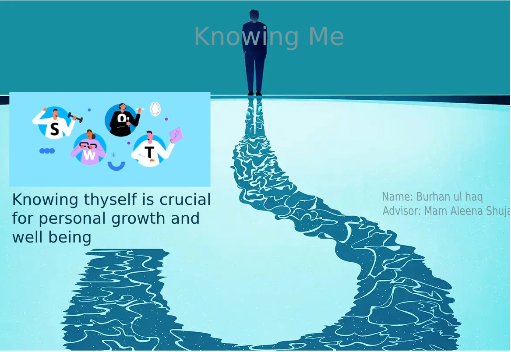 Knowing Me
S
O
W
T
Knowing thyself is crucial
for personal growth and
well being
Name: Burhan ul haq
Advisor: Mam Aleena Shuja